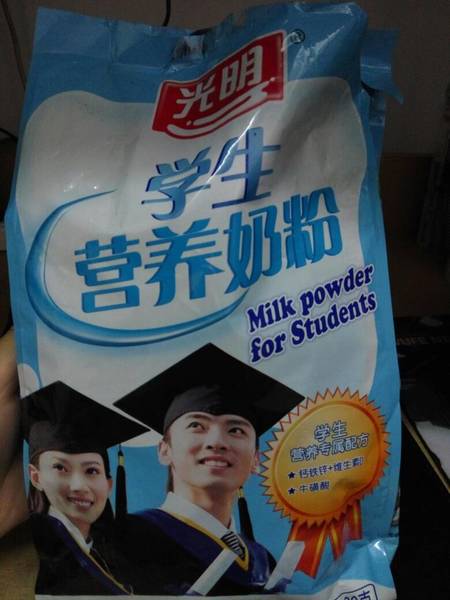 光明
学生
营养奶粉
Milk powder
for Students
学生
营养专属配方
★ 钙铁锌+维生素
★ 牛磺酸